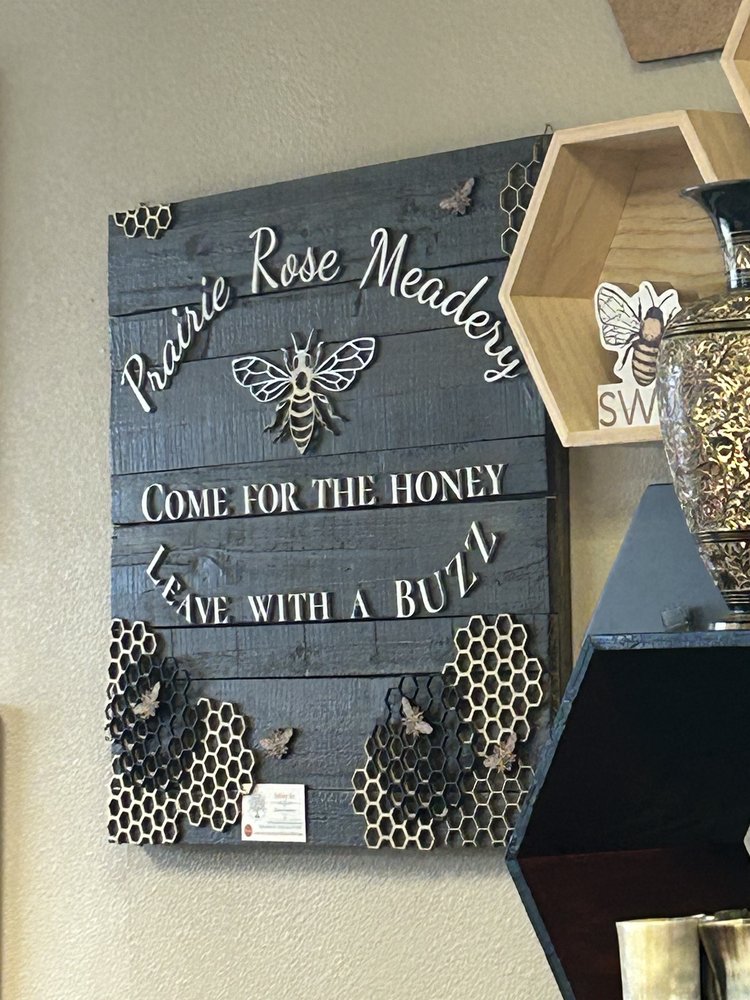 Prairie Rose Meadery
COME FOR THE HONEY
LEAVE WITH A BUZZ
SW